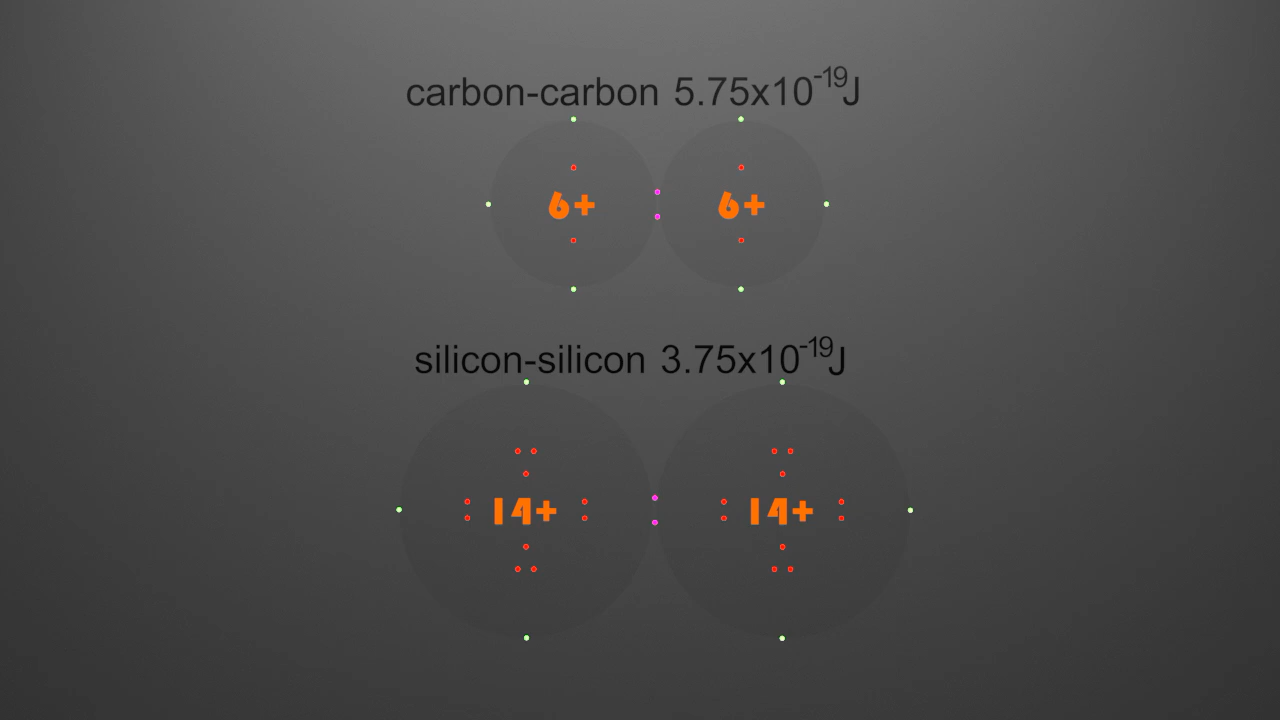 carbon-carbon 5.75x10⁻¹⁹J
6+ 6+
silicon-silicon 3.75x10⁻¹⁹J
14+ 14+